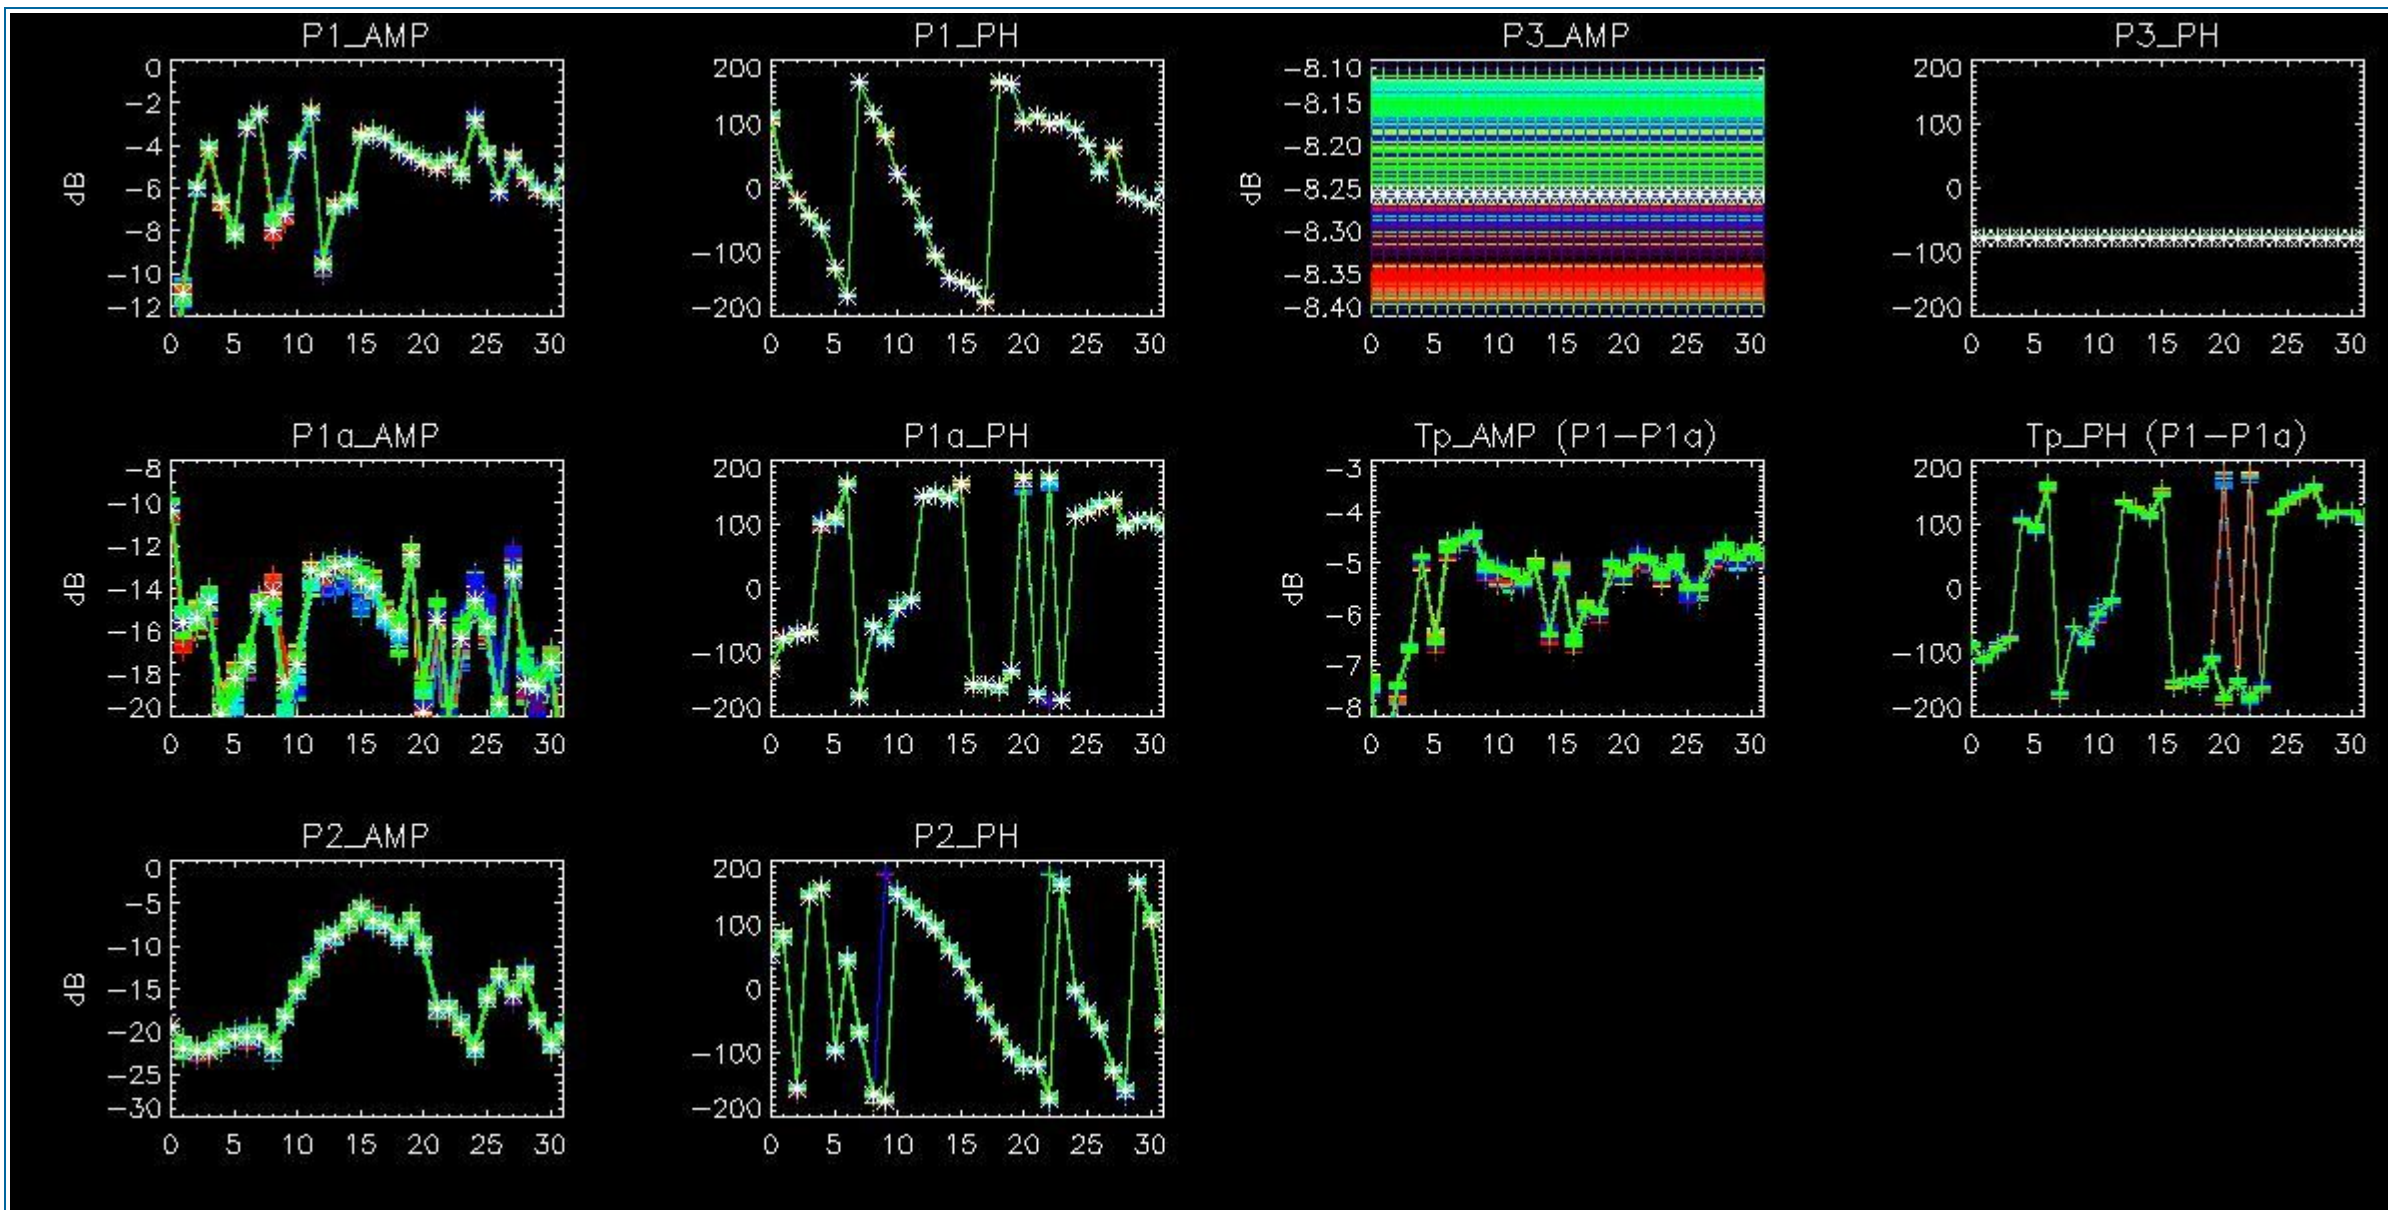 P1_AMP P1_PH P3_AMP P3_PH
0 200 -8.10 200
-2 -8.15
100 100
-4 -8.20
dB -6 0 dB -8.25 0
-8 -8.30
-100 -100
-10 -8.35
-12 -200 -8.40 -200
0 5 10 15 20 25 30 0 5 10 15 20 25 30 0 5 10 15 20 25 30 0 5 10 15 20 25 30
P1a_AMP P1a_PH Tp_AMP (P1-P1a) Tp_PH (P1-P1a)
-8 200 -3 200
-10 100 -4 100
-12
dB -14 0 dB -5 0
-16 -6
-100 -7 -100
-18
-20 -200 -8 -200
0 5 10 15 20 25 30 0 5 10 15 20 25 30 0 5 10 15 20 25 30 0 5 10 15 20 25 30
P2_AMP P2_PH
0 200
-5 100
-10
dB -15 0
-20 -100
-25
-30 -200
0 5 10 15 20 25 30 0 5 10 15 20 25 30